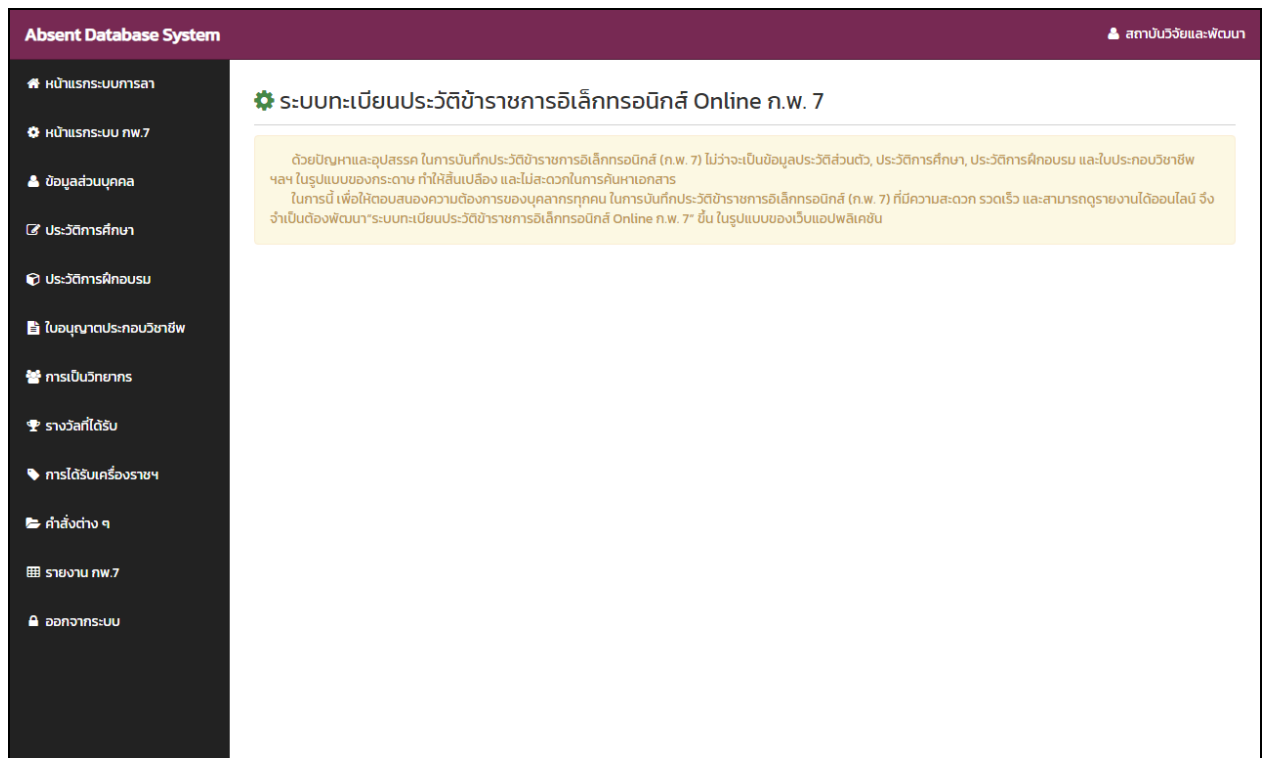 Absent Database System
สถาบันวิจัยและพัฒนา
หน้าแรกระบบการลา
หน้าแรกระบบ กพ.7
ข้อมูลส่วนบุคคล
ประวัติการศึกษา
ประวัติการฝึกอบรม
ใบอนุญาตประกอบวิชาชีพ
การเป็นวิทยากร
รางวัลที่ได้รับ
การได้รับเครื่องราชฯ
คำสั่งต่าง ๆ
รายงาน กพ.7
ออกจากระบบ
ระบบทะเบียนประวัติข้าราชการอิเล็กทรอนิกส์ Online ก.พ. 7
ด้วยปัญหาและอุปสรรค ในการบันทึกประวัติข้าราชการอิเล็กทรอนิกส์ (ก.พ. 7) ไม่ว่าจะเป็นข้อมูลประวัติส่วนตัว, ประวัติการศึกษา, ประวัติการฝึกอบรม และใบประกอบวิชาชีพ
ฯลฯ ในรูปแบบของกระดาษ ทำให้สิ้นเปลือง และไม่สะดวกในการค้นหาเอกสาร
ในการนี้ เพื่อให้ตอบสนองความต้องการของบุคลากรทุกคน ในการบันทึกประวัติข้าราชการอิเล็กทรอนิกส์ (ก.พ. 7) ที่มีความสะดวก รวดเร็ว และสามารถดูรายงานได้ออนไลน์ จึง
จำเป็นต้องพัฒนา"ระบบทะเบียนประวัติข้าราชการอิเล็กทรอนิกส์ Online ก.พ. 7" ขึ้น ในรูปแบบของเว็บแอปพลิเคชัน